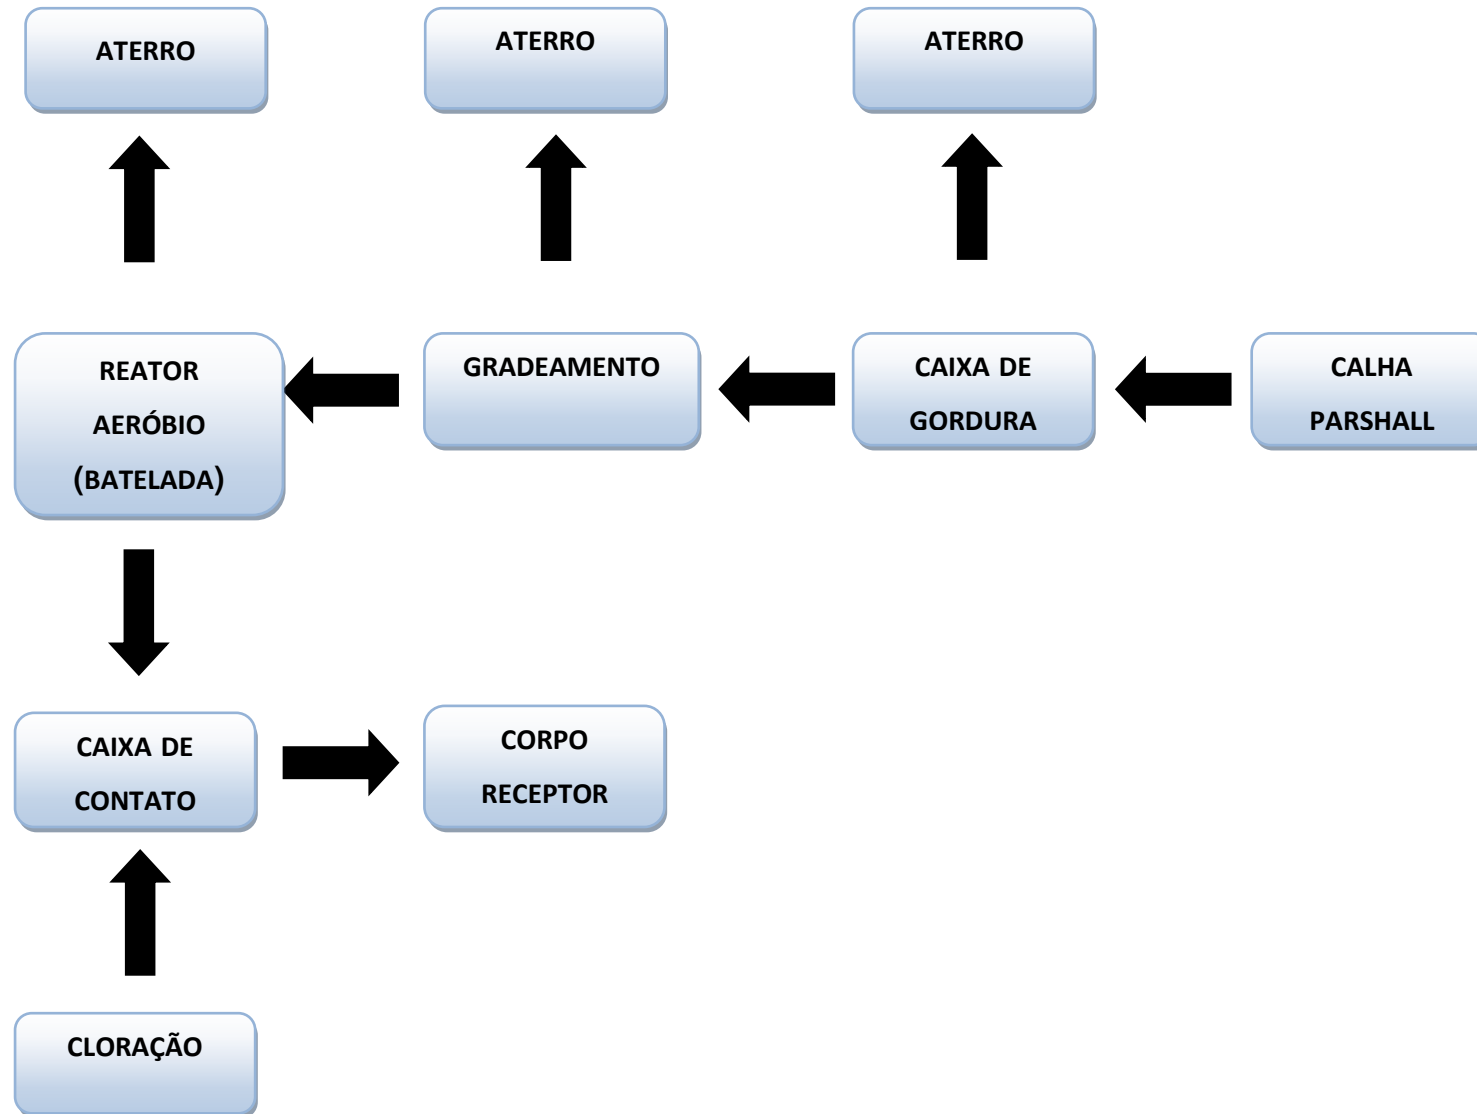 ATERRO
ATERRO
ATERRO
REATOR
AERÓBIO
(BATELADA)
GRADEAMENTO
CAIXA DE
GORDURA
CALHA
PARSHALL
CAIXA DE
CONTATO
CORPO
RECEPTOR
CLORAÇÃO